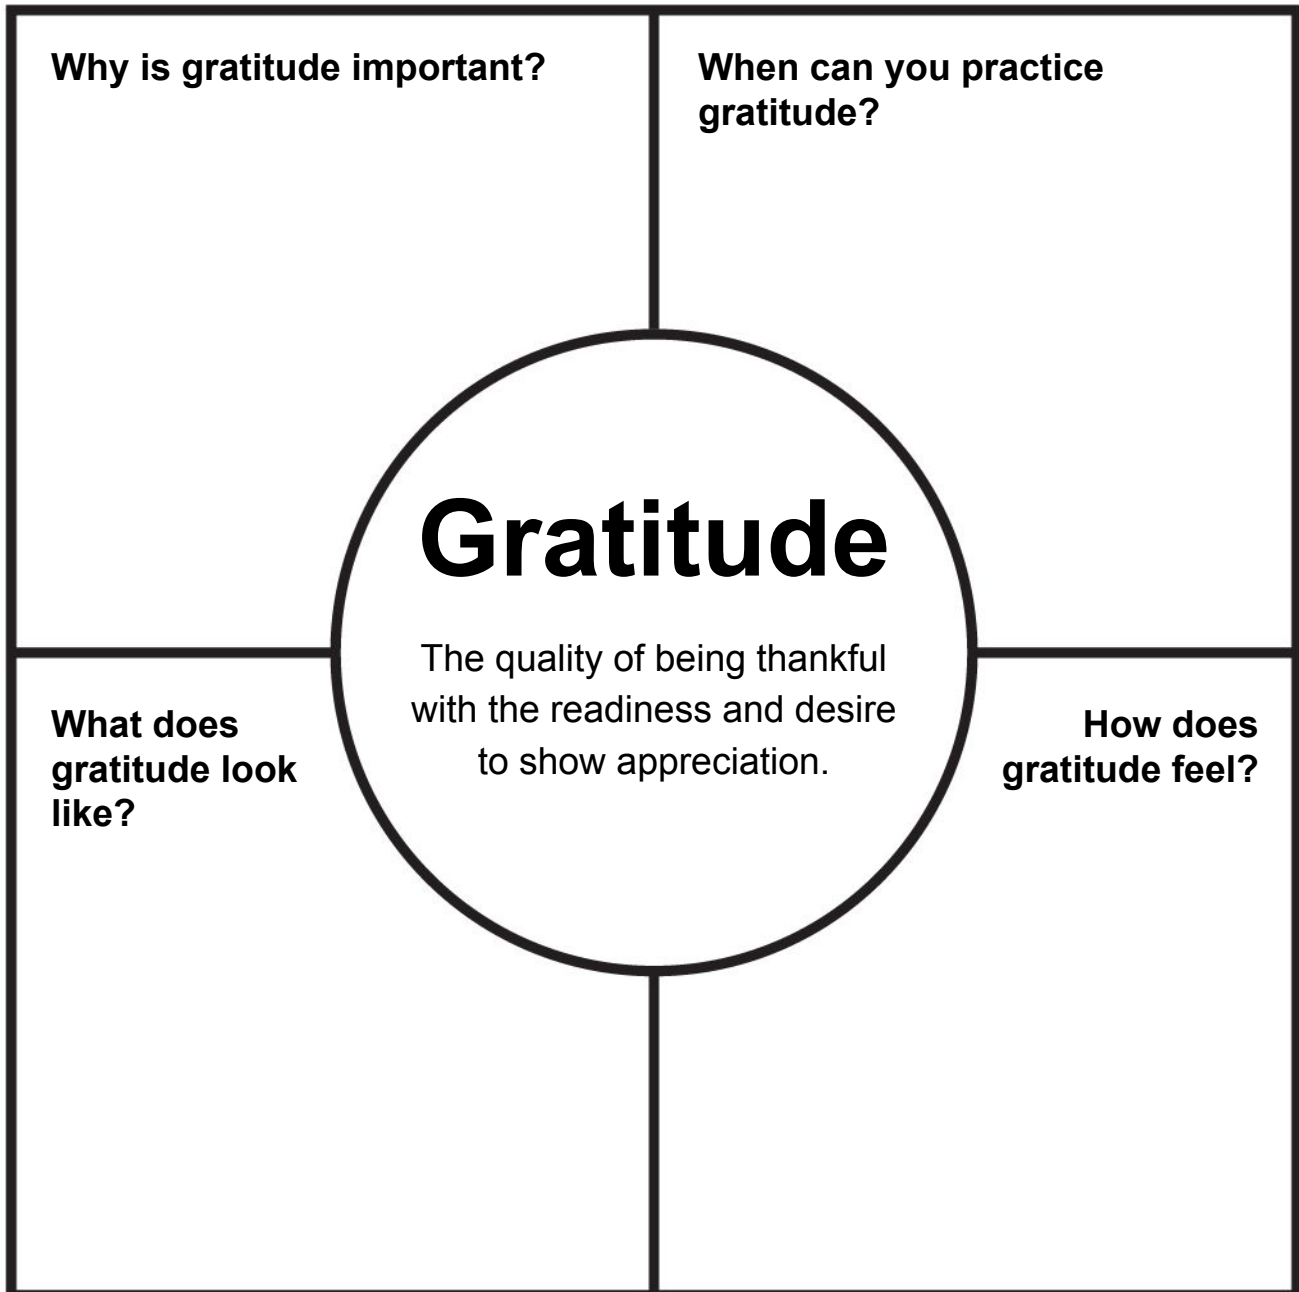 Why is gratitude important?
When can you practice
gratitude?
Gratitude
The quality of being thankful
with the readiness and desire
to show appreciation.
What does
gratitude look
like?
How does
gratitude feel?